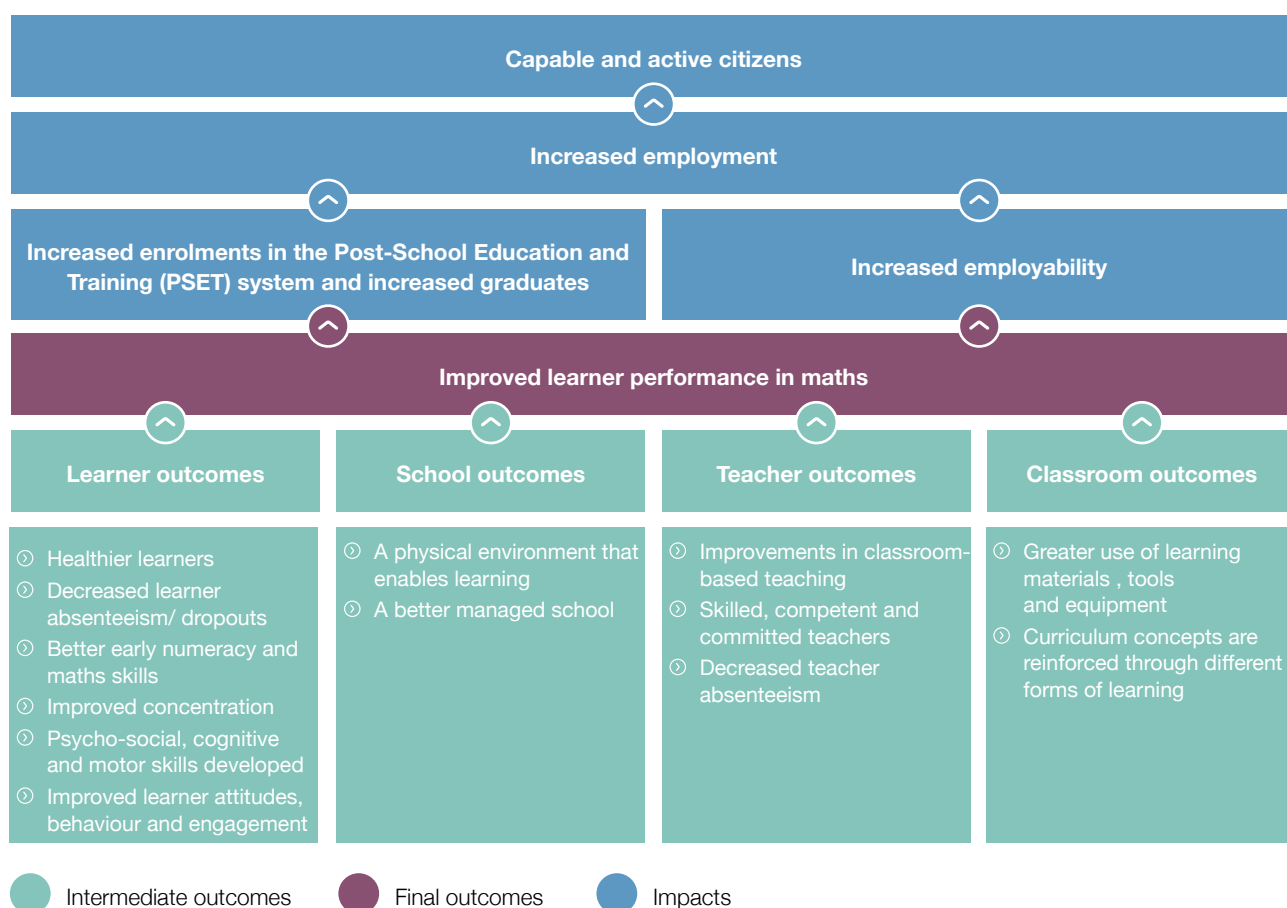 Capable and active citizens
Increased employment
Increased enrolments in the Post-School Education and
Training (PSET) system and increased graduates
Increased employability
Improved learner performance in maths
Learner outcomes
School outcomes
Teacher outcomes
Classroom outcomes
Healthier learners
Decreased learner
absenteeism/ dropouts
Better early numeracy and
maths skills
Improved concentration
Psycho-social, cognitive
and motor skills developed
Improved learner attitudes,
behaviour and engagement
A physical environment that
enables learning
A better managed school
Improvements in classroom-
based teaching
Skilled, competent and
committed teachers
Decreased teacher
absenteeism
Greater use of learning
materials , tools
and equipment
Curriculum concepts are
reinforced through different
forms of learning
Intermediate outcomes
Final outcomes
Impacts